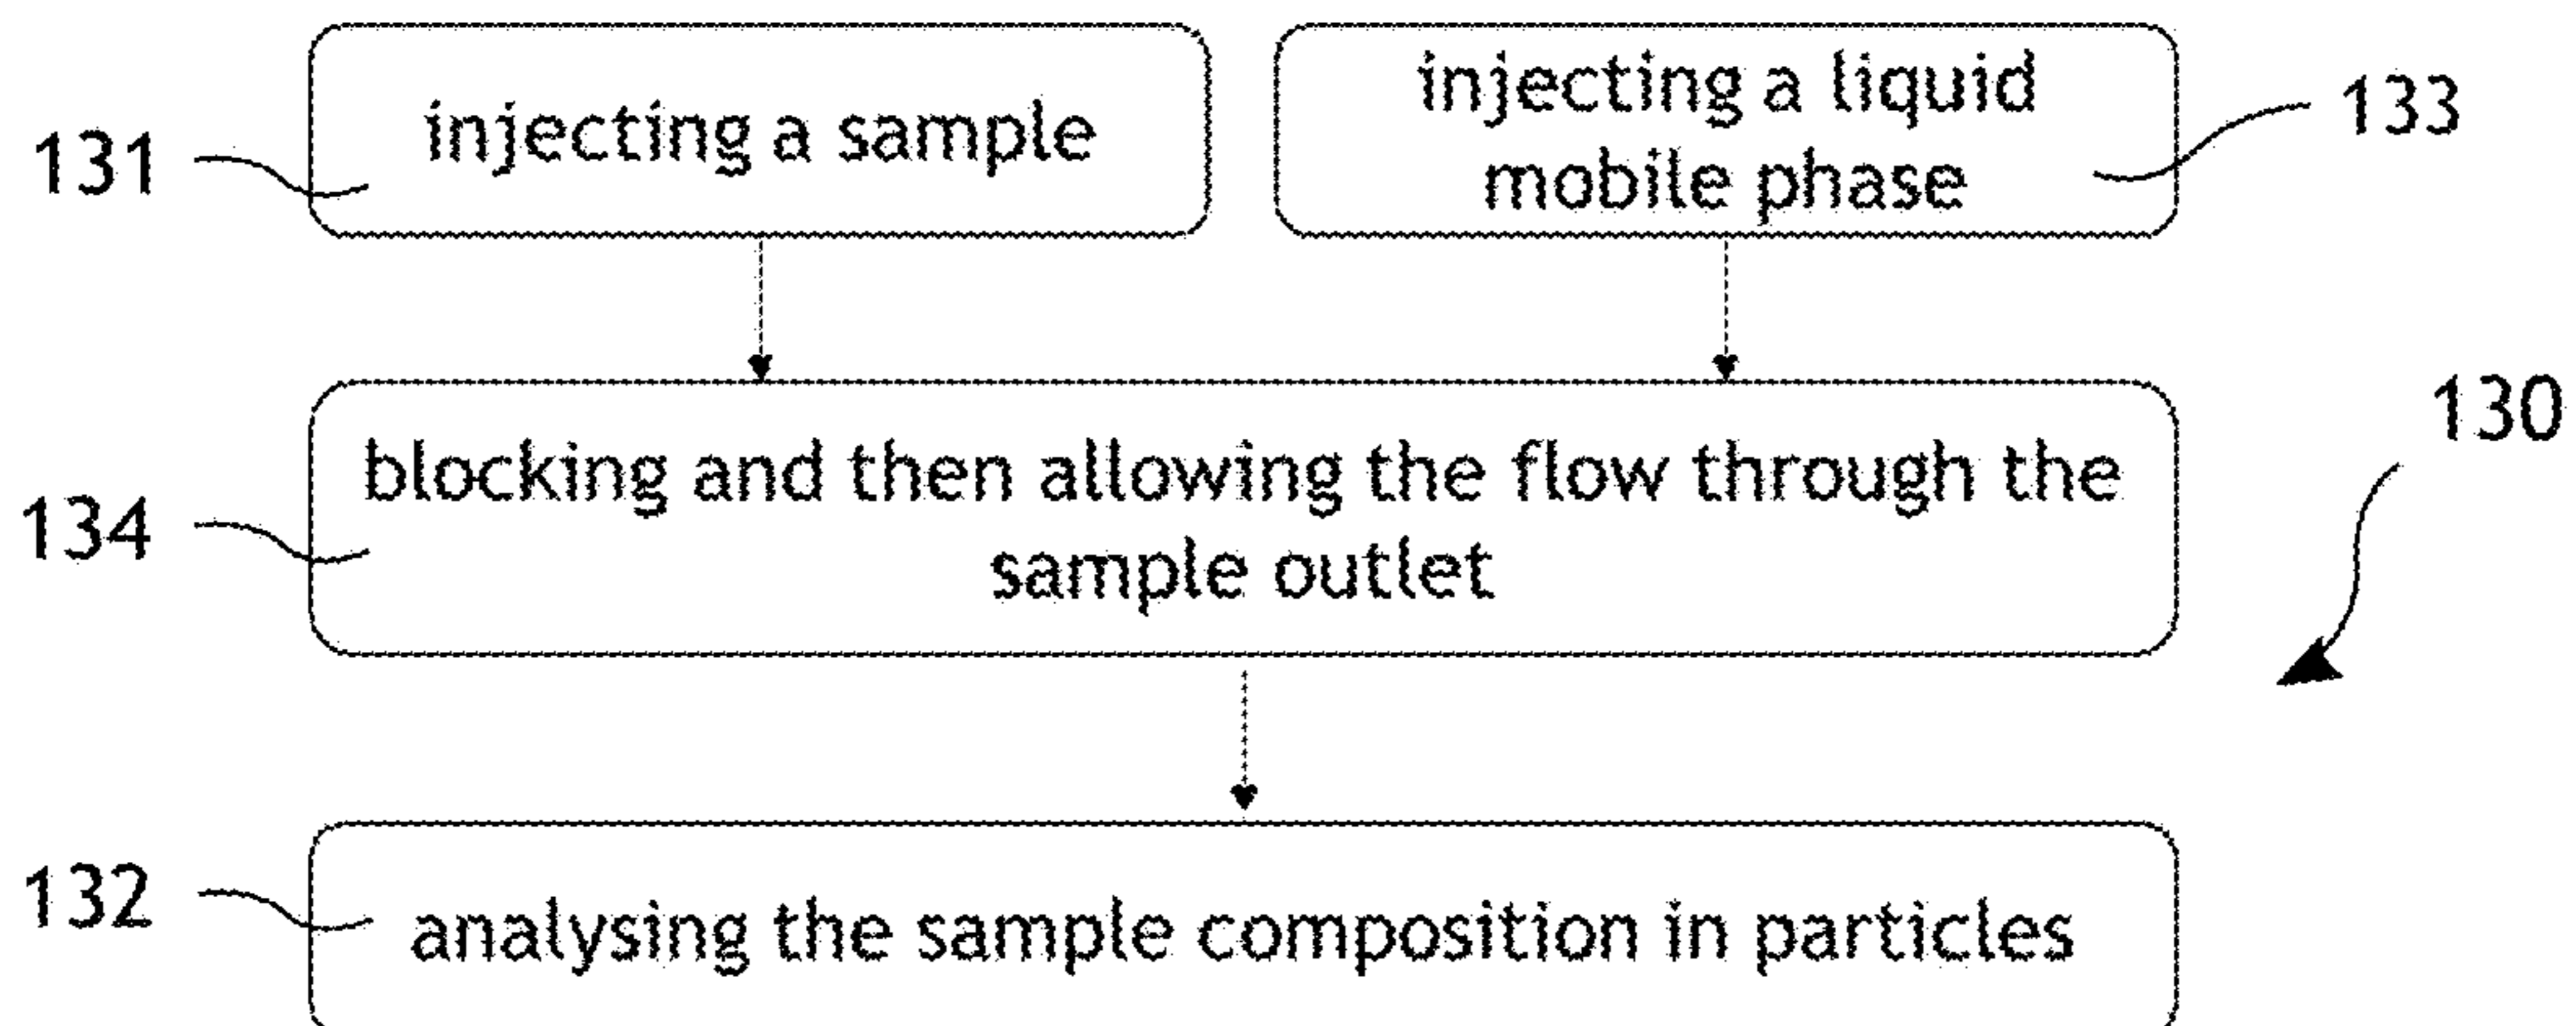 injecting a sample
injecting a liquid
mobile phase
131
133
blocking and then allowing the flow through the
sample outlet
134
130
analysing the sample composition in particles
132